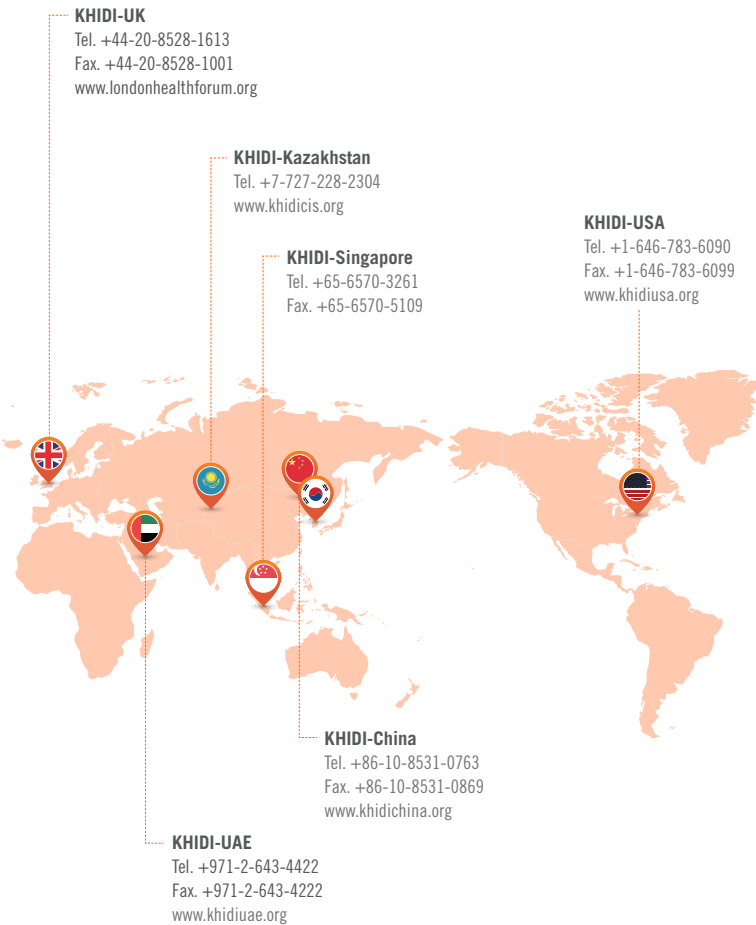 KHIDI-UK
Tel. +44-20-8528-1613
Fax. +44-20-8528-1001
www.londonhealthforum.org
KHIDI-Kazakhstan
Tel. +7-727-228-2304
www.khidicis.org
KHIDI-USA
Tel. +1-646-783-6090
Fax. +1-646-783-6099
www.khidiusa.org
KHIDI-Singapore
Tel. +65-6570-3261
Fax. +65-6570-5109
KHIDI-China
Tel. +86-10-8531-0763
Fax. +86-10-8531-0869
www.khidichina.org
KHIDI-UAE
Tel. +971-2-643-4422
Fax. +971-2-643-4222
www.khidiuae.org